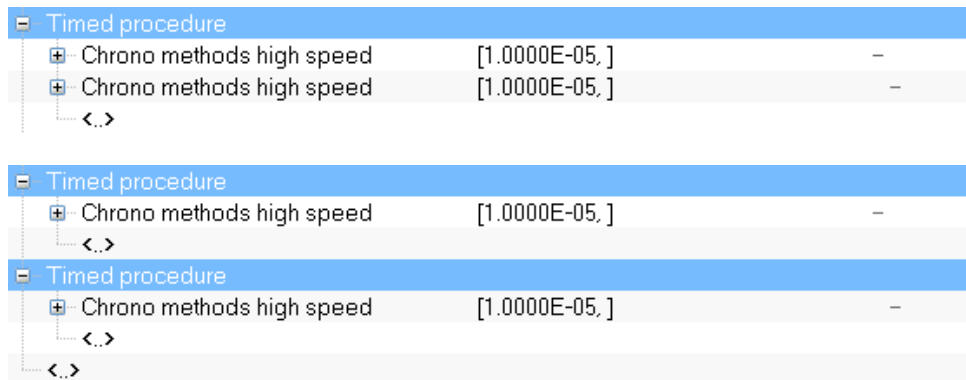 Timed procedure
Chrono methods high speed [1.0000E-05, ] –
Chrono methods high speed [1.0000E-05, ] –
<..>
Timed procedure
Chrono methods high speed [1.0000E-05, ] –
<..>
Timed procedure
Chrono methods high speed [1.0000E-05, ] –
<..>
<..>